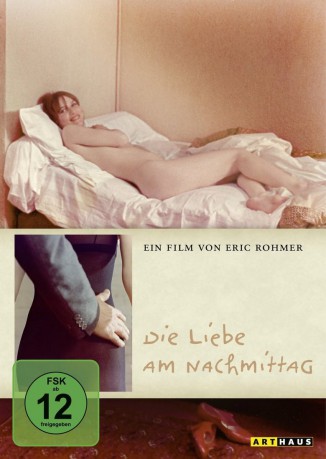 EIN FILM VON ERIC ROHMER
Die Liebe
AM NACHMITTAG
FSK
ab
12
freigegeben
ARTHAUS